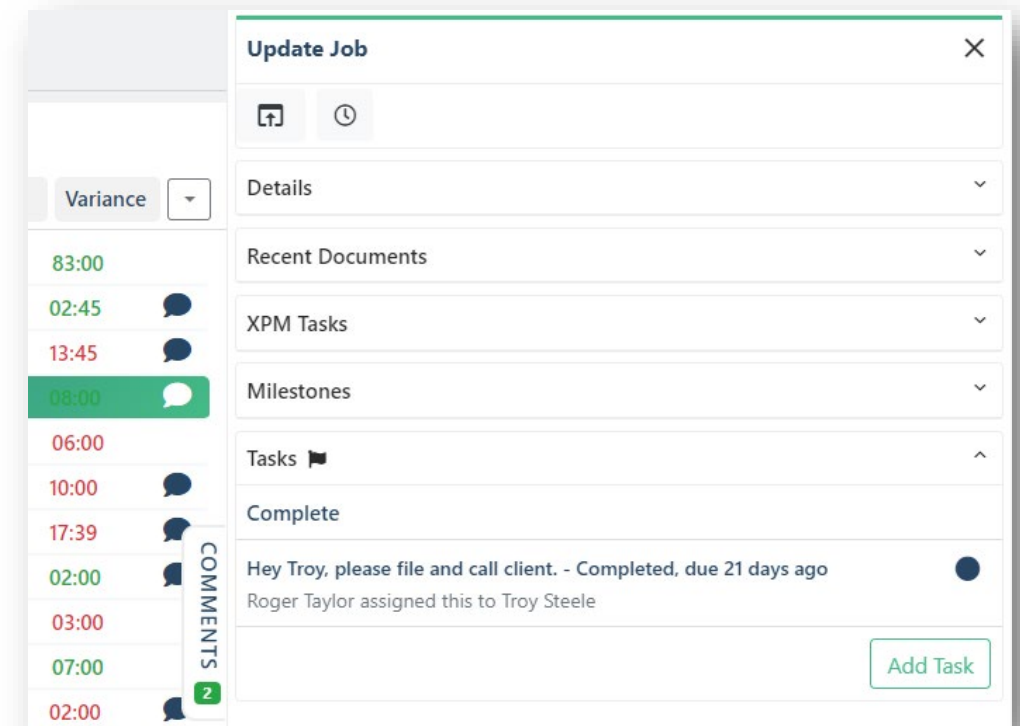 Update Job
Variance
83:00
02:45
13:45
08:00
06:00
10:00
17:39
02:00
03:00
07:00
02:00
COMMENTS
2
Details
Recent Documents
XPM Tasks
Milestones
Tasks
Complete
Hey Troy, please file and call client. - Completed, due 21 days ago
Roger Taylor assigned this to Troy Steele
Add Task